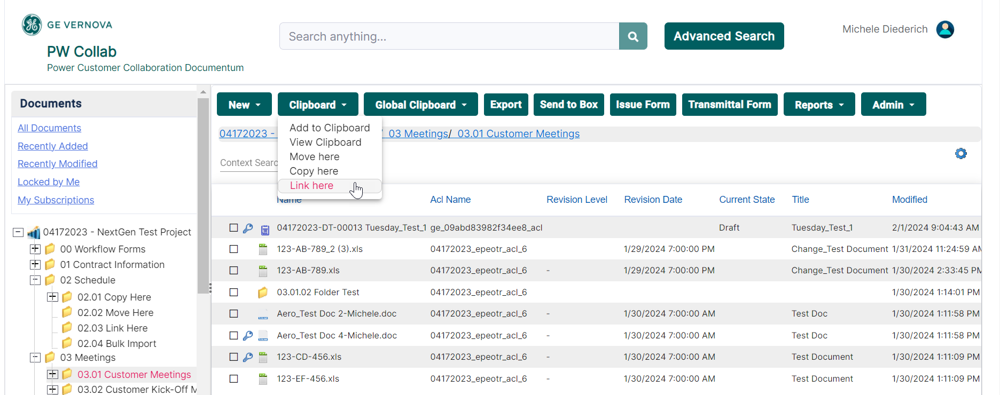 GE VERNOVA
PW Collab
Power Customer Collaboration Documentum
Search anything...
Advanced Search
Michele Diederich
Documents
All Documents
Recently Added
Recently Modified
Locked by Me
My Subscriptions
04172023 - NextGen Test Project
00 Workflow Forms
01 Contract Information
02 Schedule
02.01 Copy Here
02.02 Move Here
02.03 Link Here
02.04 Bulk Import
03 Meetings
03.01 Customer Meetings
03.02 Customer Kick-Off M
New Clipboard Global Clipboard Export Send to Box Issue Form Transmittal Form Reports Admin
04172023 - / 03 Meetings/ 03.01 Customer Meetings
Add to Clipboard
View Clipboard
Move here
Copy here
Link here
Context Searc
Name Acl Name Revision Level Revision Date Current State Title Modified
04172023-DT-00013 Tuesday_Test_1 ge_09abd83982f34ee8_acl Draft Tuesday_Test_1 2/1/2024 9:04:43 AM
123-AB-789_2 (3).xls 04172023_epeotr_acl_6 1/29/2024 7:00:00 PM Change_Test Document 1/31/2024 11:24:59 AM
123-AB-789.xls 04172023_epeotr_acl_6 - 1/29/2024 7:00:00 PM Change_Test Document 1/30/2024 2:33:45 PM
03.01.02 Folder Test 04172023_epeotr_acl_6 1/30/2024 1:14:01 PM
Aero_Test Doc 2-Michele.doc 04172023_epeotr_acl_6 - 1/30/2024 7:00:00 AM Test Doc 1/30/2024 1:11:58 PM
Aero_Test Doc 4-Michele.doc 04172023_epeotr_acl_6 - 1/30/2024 7:00:00 AM Test Doc 1/30/2024 1:11:58 PM
123-CD-456.xls 04172023_epeotr_acl_6 - 1/30/2024 7:00:00 AM Test Document 1/30/2024 1:11:09 PM
123-EF-456.xls 04172023_epeotr_acl_6 - 1/30/2024 7:00:00 AM Test Document 1/30/2024 1:11:09 PM